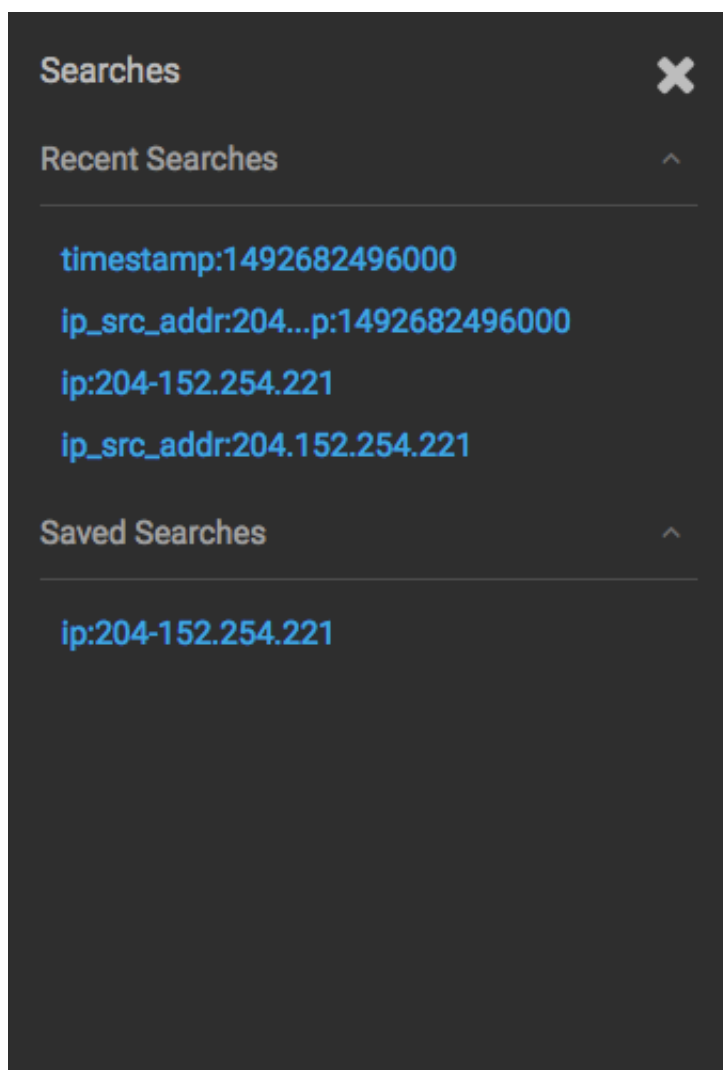 Searches
Recent Searches
timestamp:1492682496000
ip_src_addr:204...p:1492682496000
ip:204-152.254.221
ip_src_addr:204.152.254.221
Saved Searches
ip:204-152.254.221